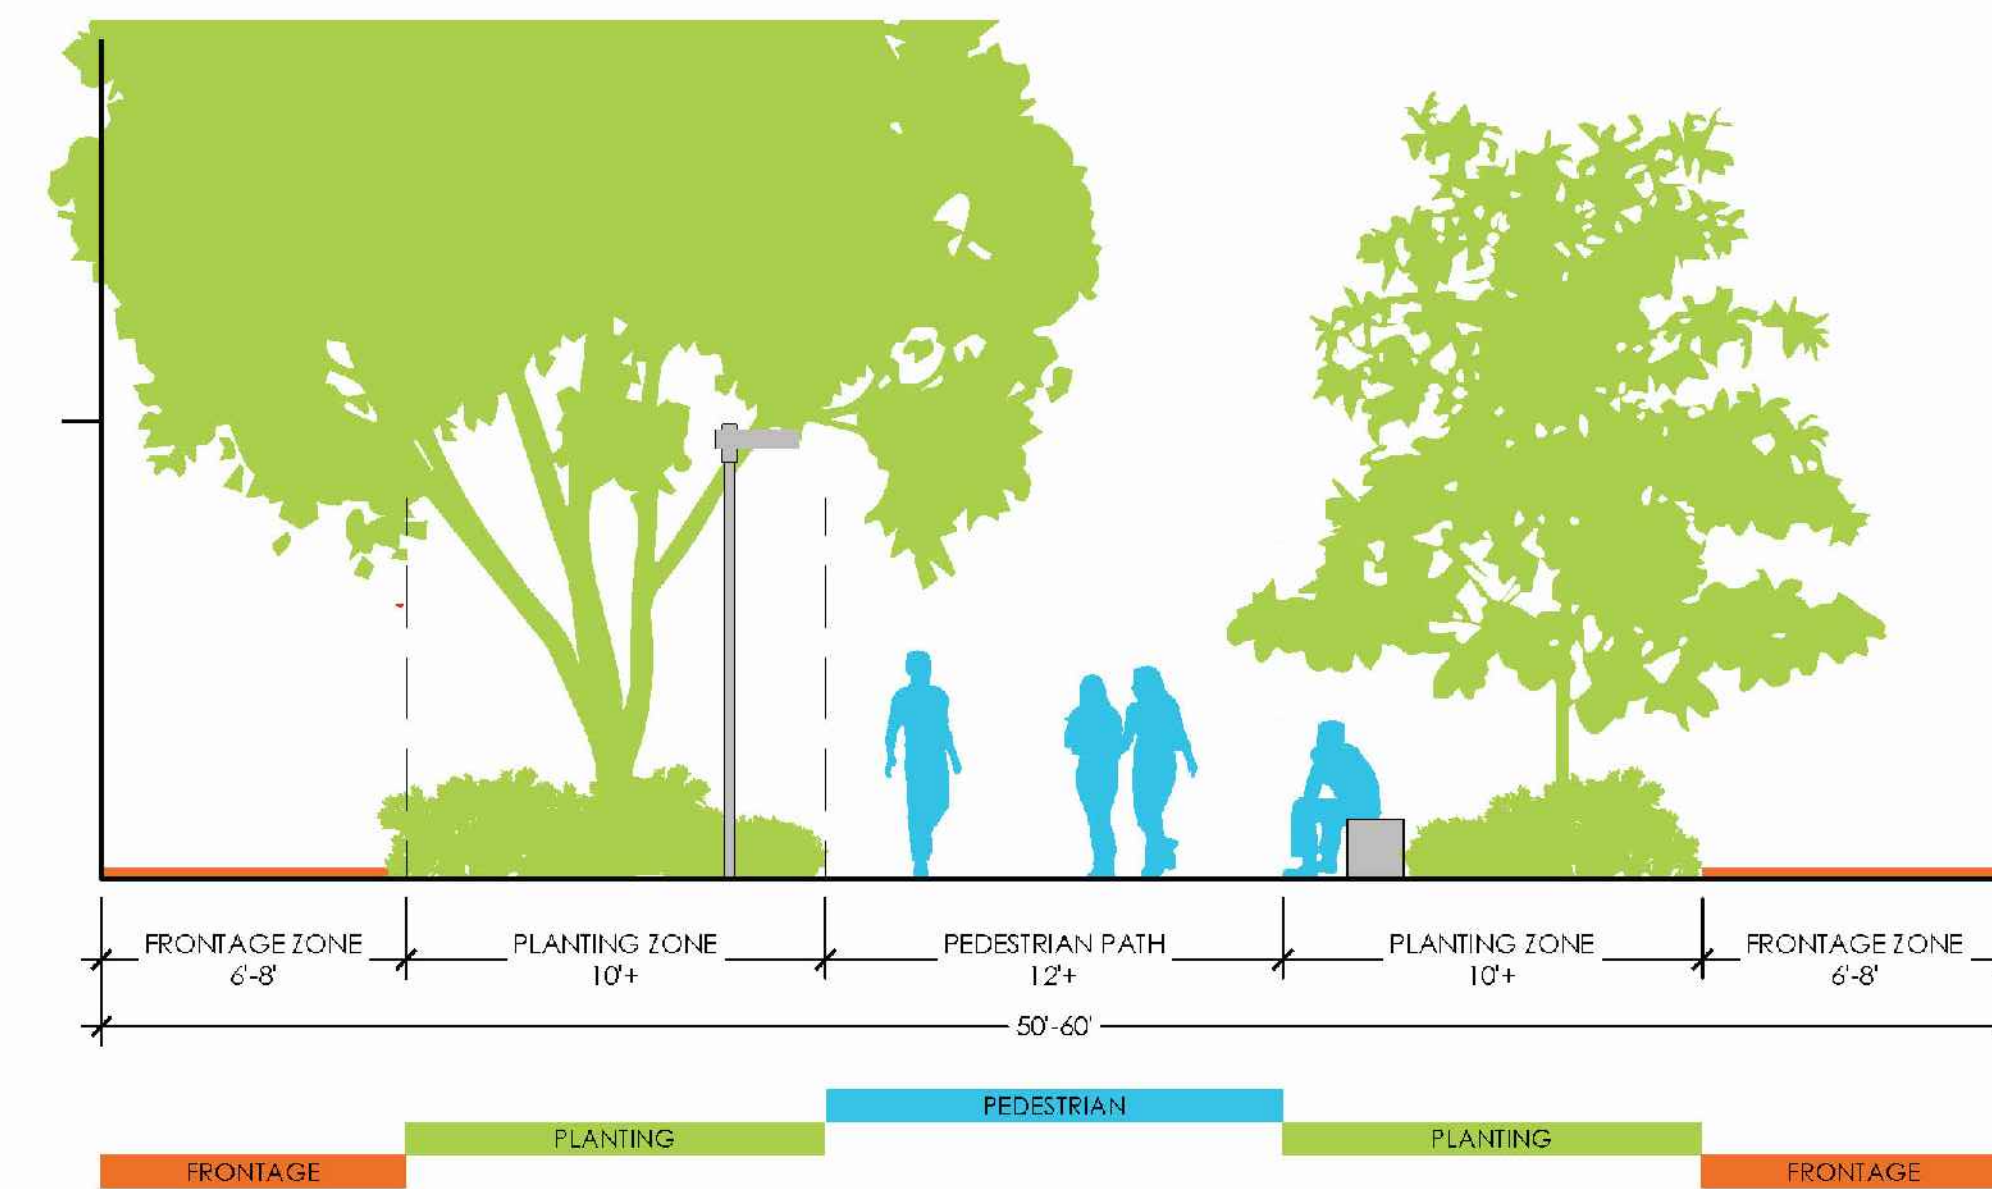 FRONTAGE ZONE
6'-8'
PLANTING ZONE
10'+
PEDESTRIAN PATH
12'+
PLANTING ZONE
10'+
FRONTAGE ZONE
6'-8'
50'-60'
PEDESTRIAN
PLANTING
PLANTING
FRONTAGE
FRONTAGE